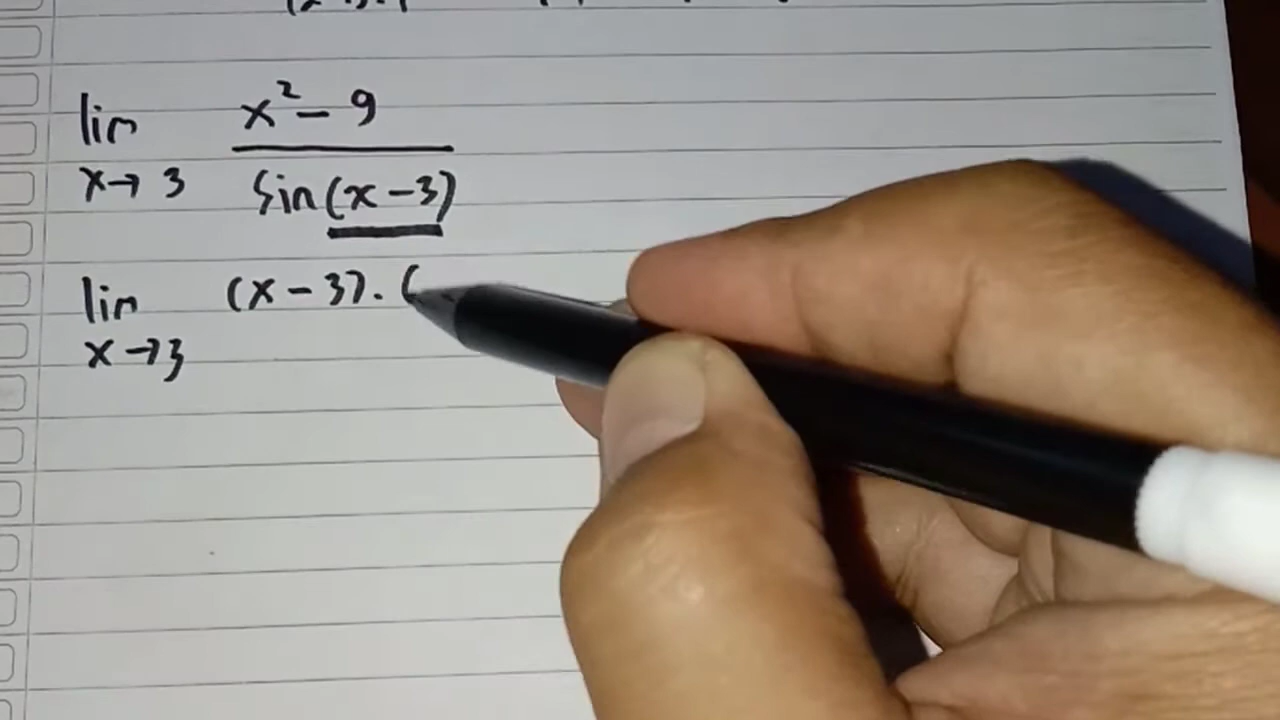 lim x² - 9
x→3 sin(x-3)
lim (x-3).(
x→3